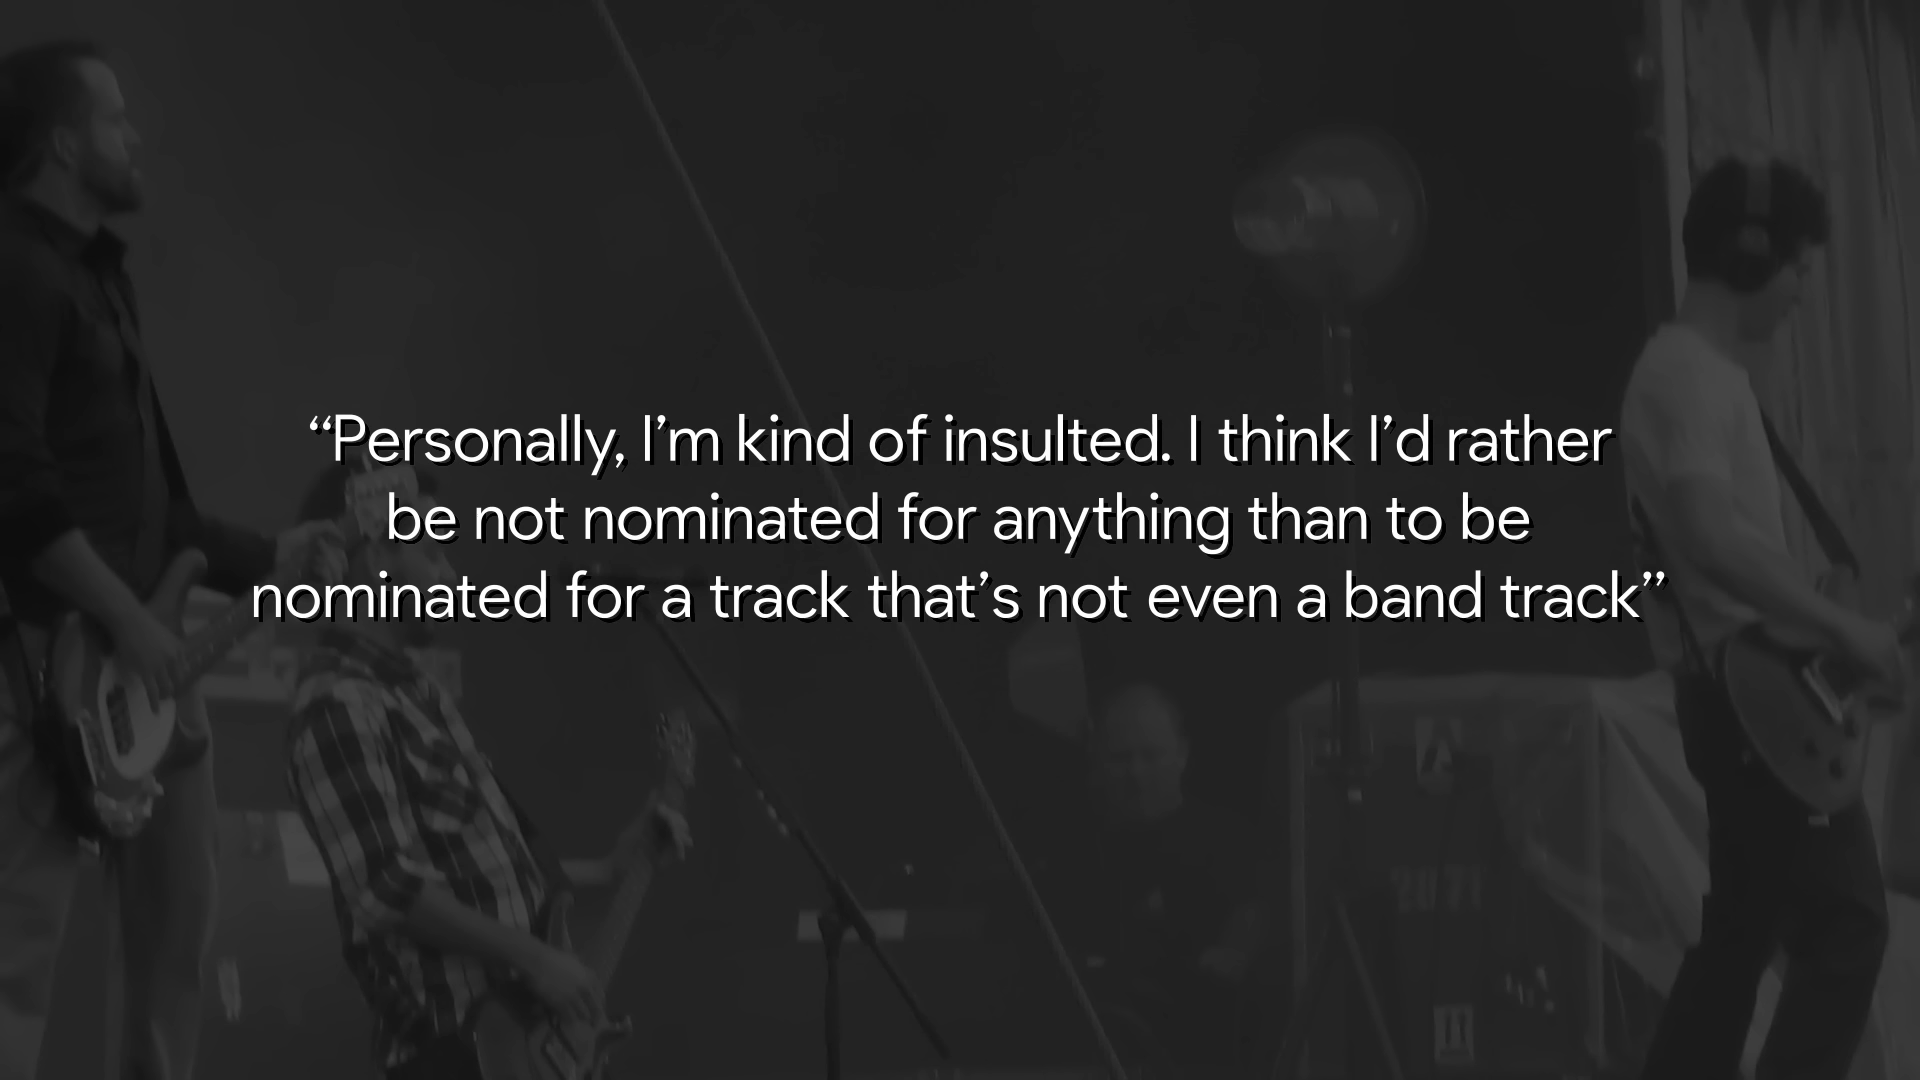 “Personally, I’m kind of insulted. I think I’d rather
be not nominated for anything than to be
nominated for a track that’s not even a band track”